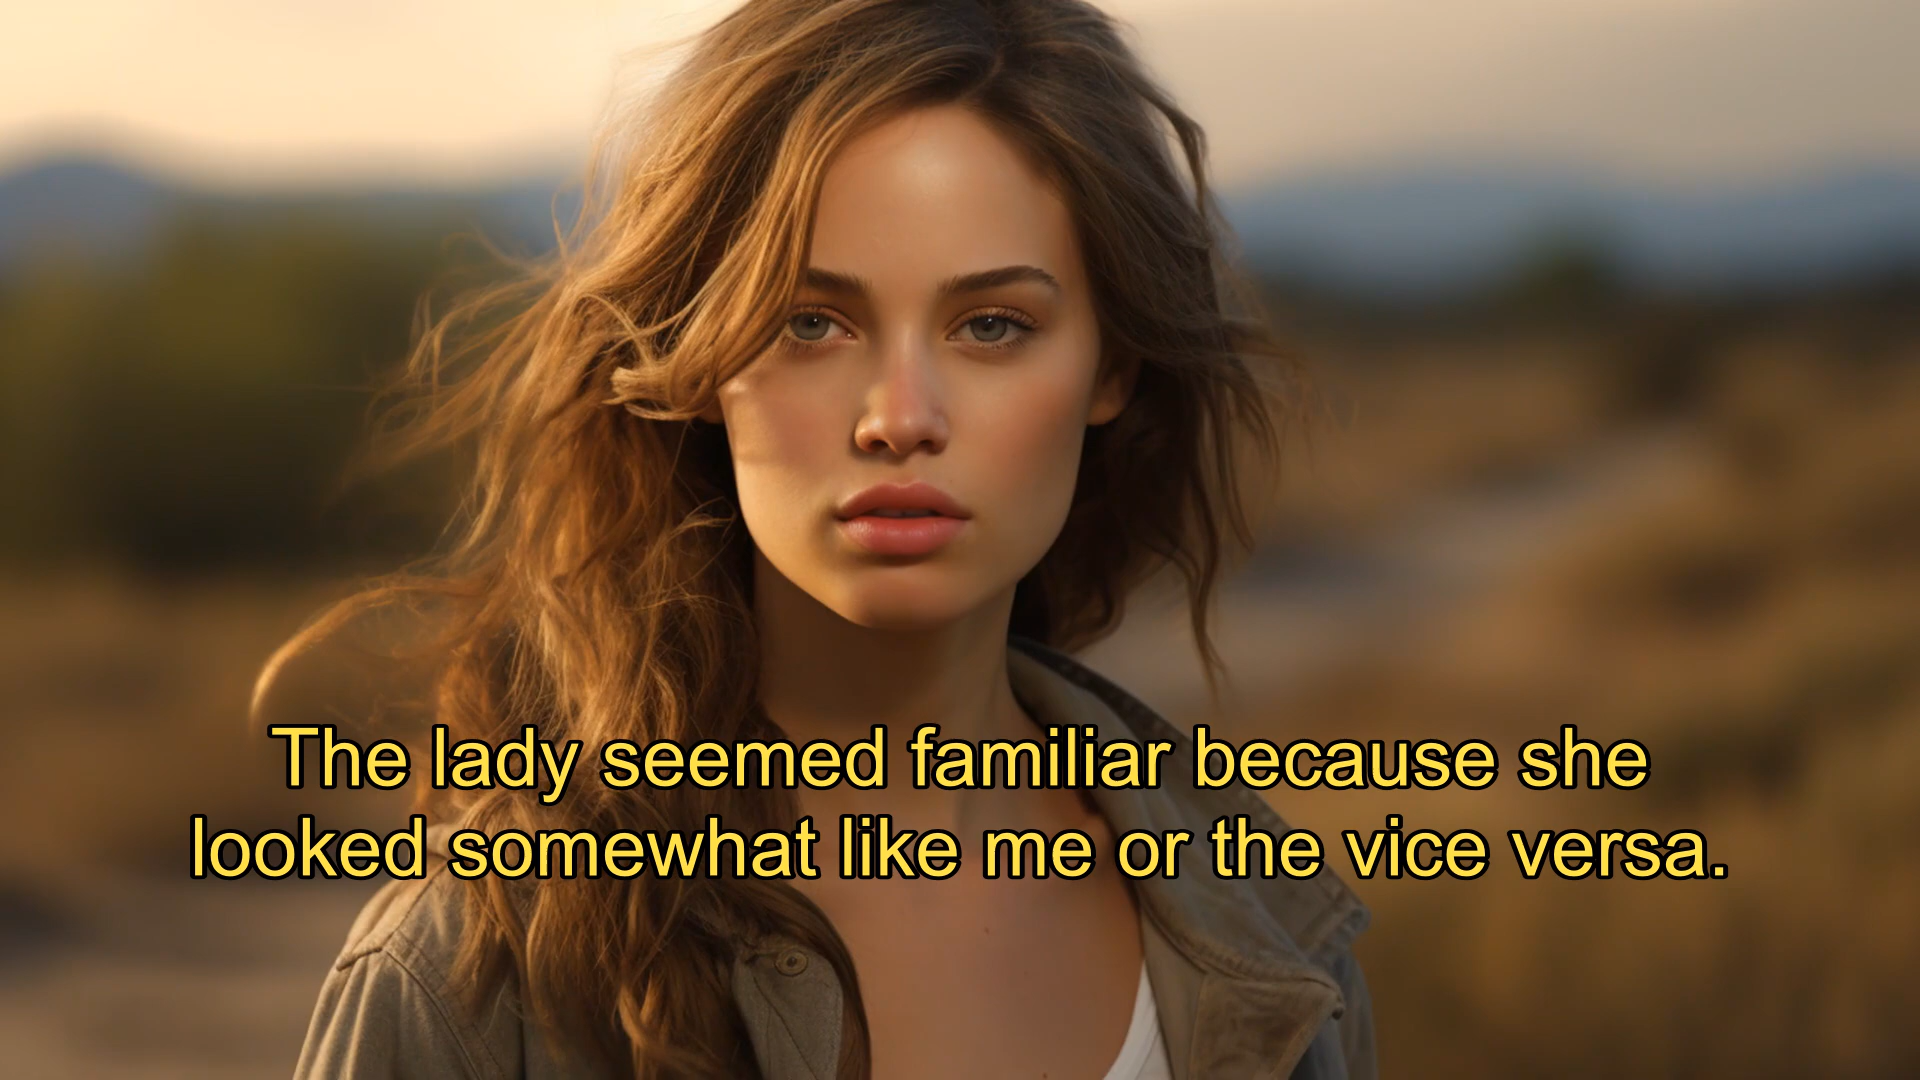 The lady seemed familiar because she
looked somewhat like me or the vice versa.